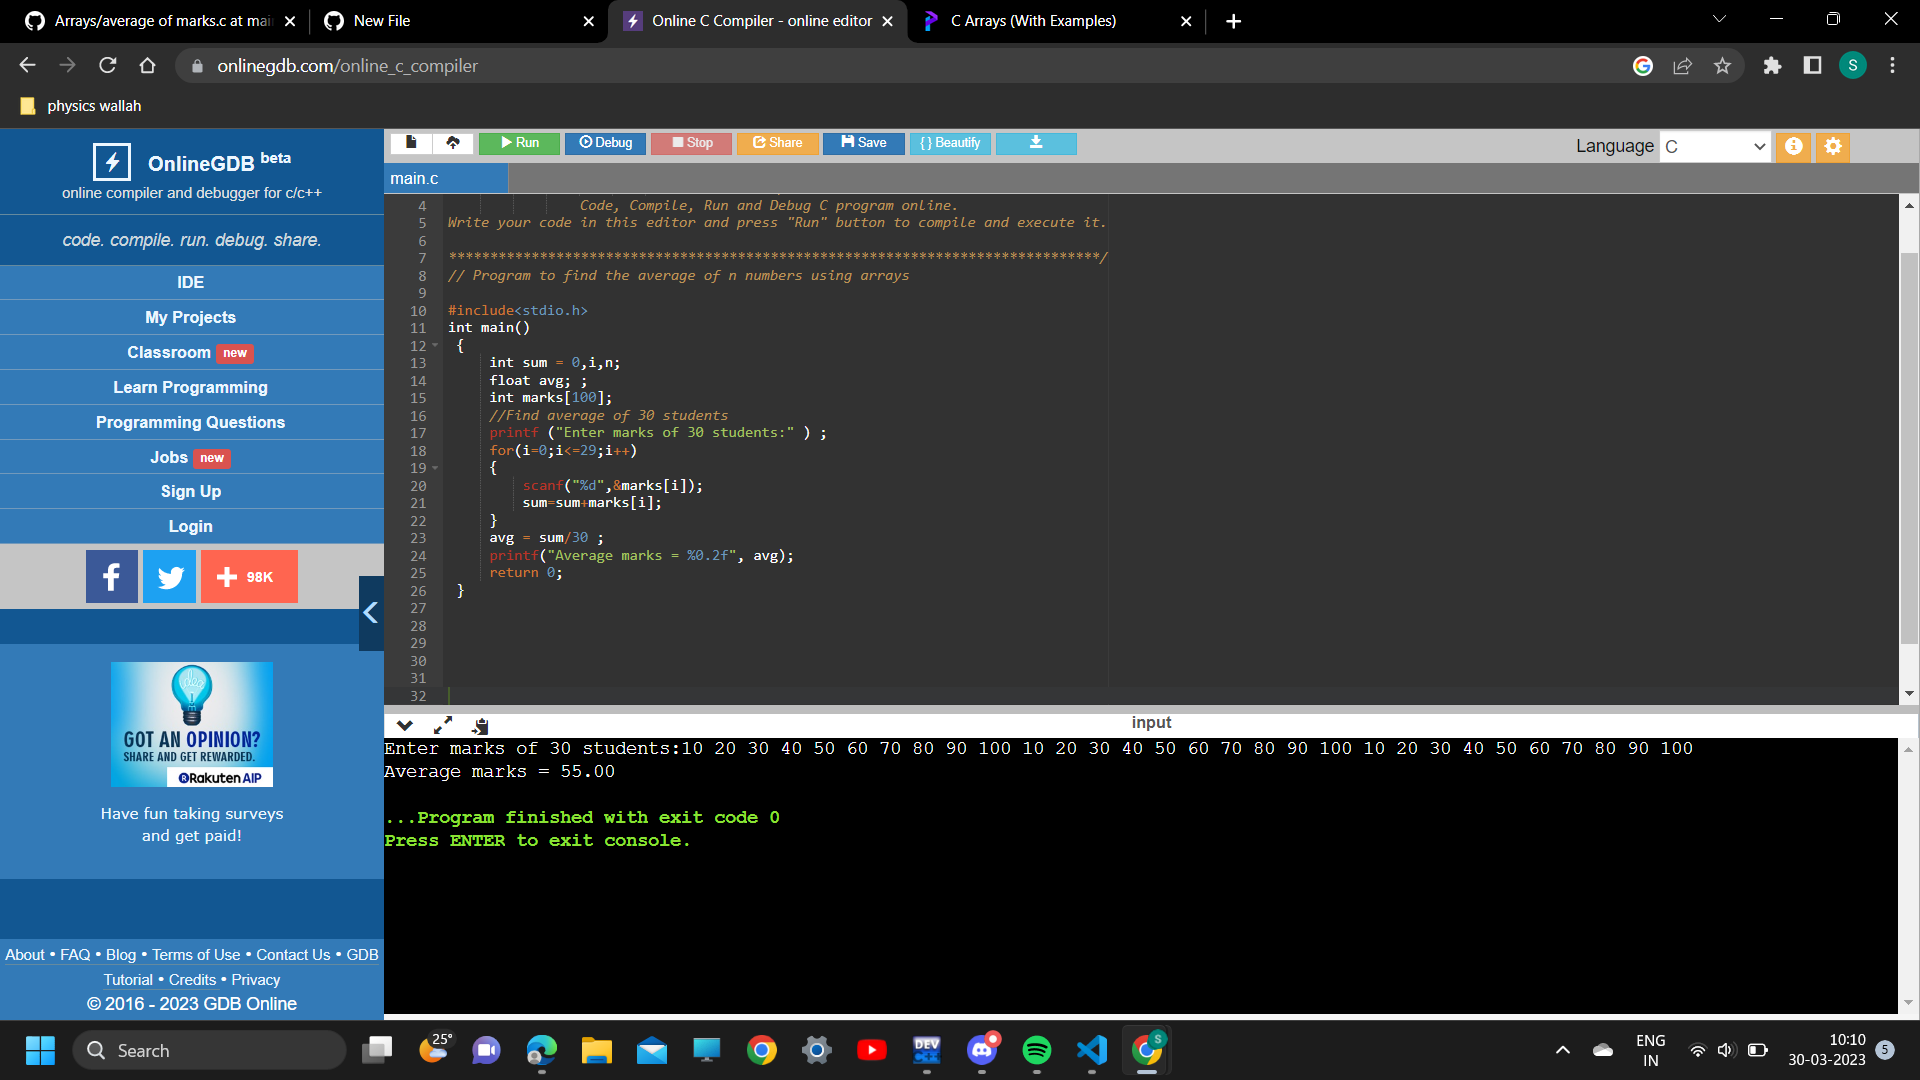 Arrays/average of marks.c at mai
New File
Online C Compiler - online editor
C Arrays (With Examples)
onlinegdb.com/online_c_compiler
S
physics wallah
OnlineGDB beta
online compiler and debugger for c/c++
code. compile. run. debug. share.
IDE
My Projects
Classroom new
Learn Programming
Programming Questions
Jobs new
Sign Up
Login
98K
GOT AN OPINION?
SHARE AND GET REWARDED.
Rakuten AIP
Have fun taking surveys
and get paid!
About • FAQ • Blog • Terms of Use • Contact Us • GDB
Tutorial • Credits • Privacy
© 2016 - 2023 GDB Online
Run Debug Stop Share Save { } Beautify
Language C
main.c
4 Code, Compile, Run and Debug C program online.
5 Write your code in this editor and press "Run" button to compile and execute it.
6
7 *******************************************************************************/
8 // Program to find the average of n numbers using arrays
9
10 #include<stdio.h>
11 int main()
12 {
13 int sum = 0,i,n;
14 float avg; ;
15 int marks[100];
16 //Find average of 30 students
17 printf ("Enter marks of 30 students:" ) ;
18 for(i=0;i<=29;i++)
19 {
20 scanf("%d",&marks[i]);
21 sum=sum+marks[i];
22 }
23 avg = sum/30 ;
24 printf("Average marks = %0.2f", avg);
25 return 0;
26 }
27
28
29
30
31
32
input
Enter marks of 30 students:10 20 30 40 50 60 70 80 90 100 10 20 30 40 50 60 70 80 90 100 10 20 30 40 50 60 70 80 90 100
Average marks = 55.00
...Program finished with exit code 0
Press ENTER to exit console.
Search
25°
DEV
C++
S
ENG
IN
10:10
30-03-2023
5